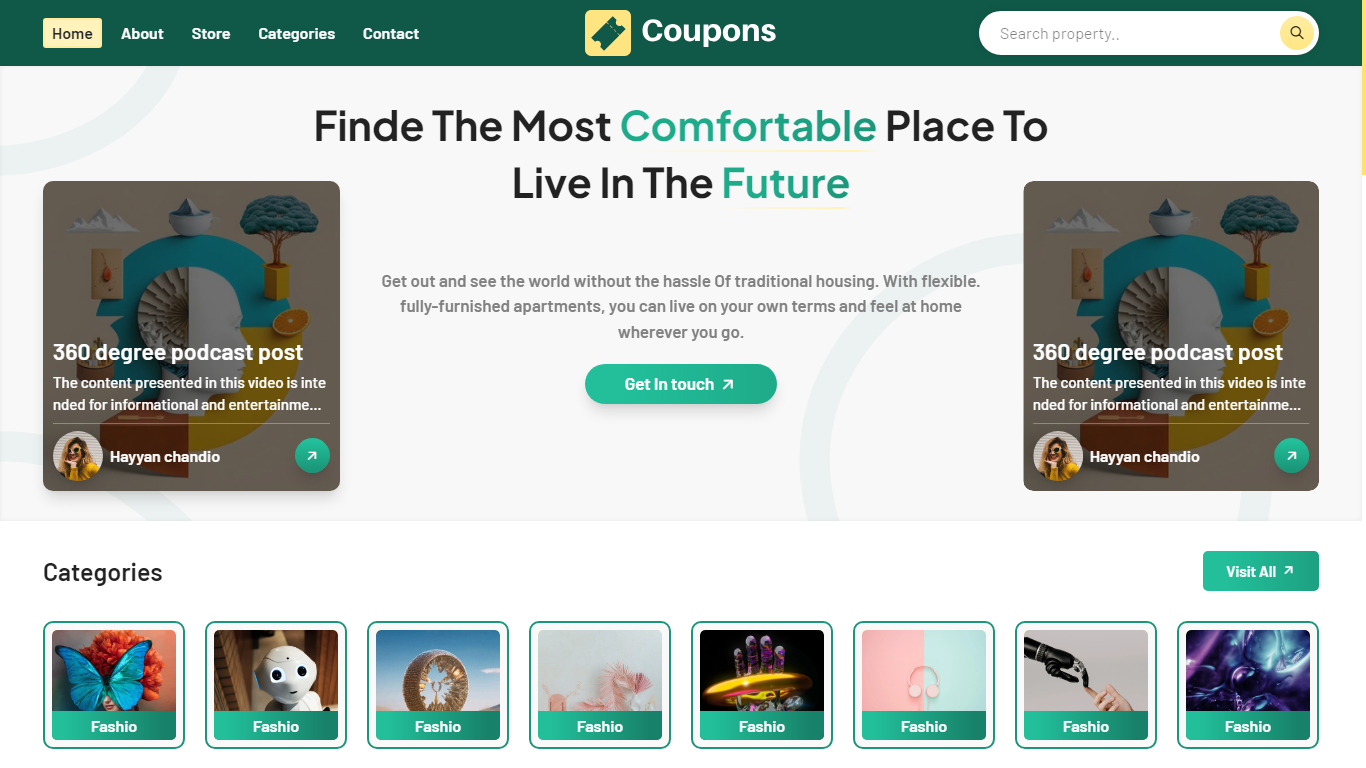 Home About Store Categories Contact
Coupons
Search property..
Finde The Most Comfortable Place To
Live In The Future
Get out and see the world without the hassle Of traditional housing. With flexible.
fully-furnished apartments, you can live on your own terms and feel at home
wherever you go.
Get In touch
360 degree podcast post
The content presented in this video is inte
nded for informational and entertainme...
Hayyan chandio
360 degree podcast post
The content presented in this video is inte
nded for informational and entertainme...
Hayyan chandio
Categories
Visit All
Fashio
Fashio
Fashio
Fashio
Fashio
Fashio
Fashio
Fashio